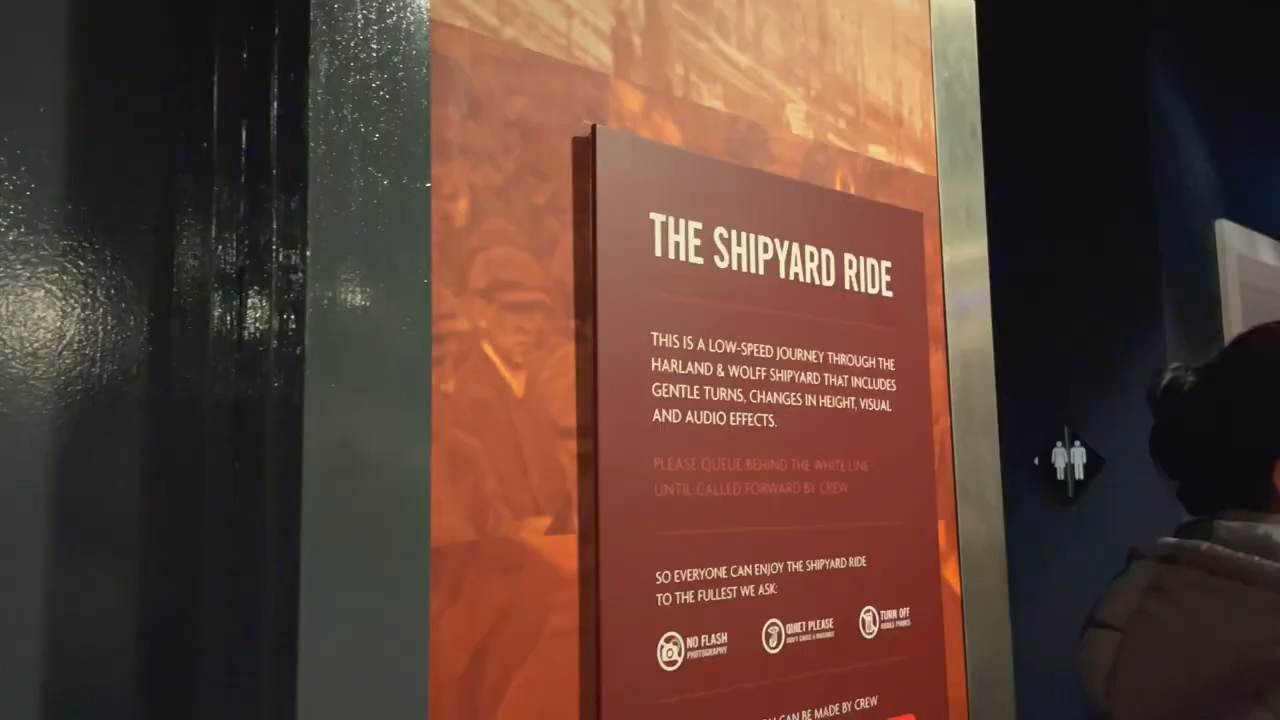 THE SHIPYARD RIDE
THIS IS A LOW-SPEED JOURNEY THROUGH THE
HARLAND & WOLFF SHIPYARD THAT INCLUDES
GENTLE TURNS, CHANGES IN HEIGHT, VISUAL
AND AUDIO EFFECTS.
PLEASE QUEUE BEHIND THE WHITE LINE
UNTIL CALLED FORWARD BY CREW
SO EVERYONE CAN ENJOY THE SHIPYARD RIDE
TO THE FULLEST WE ASK:
NO FLASH
PHOTOGRAPHY
QUIET PLEASE
TURN OFF
MOBILE PHONES
CAN BE MADE BY CREW